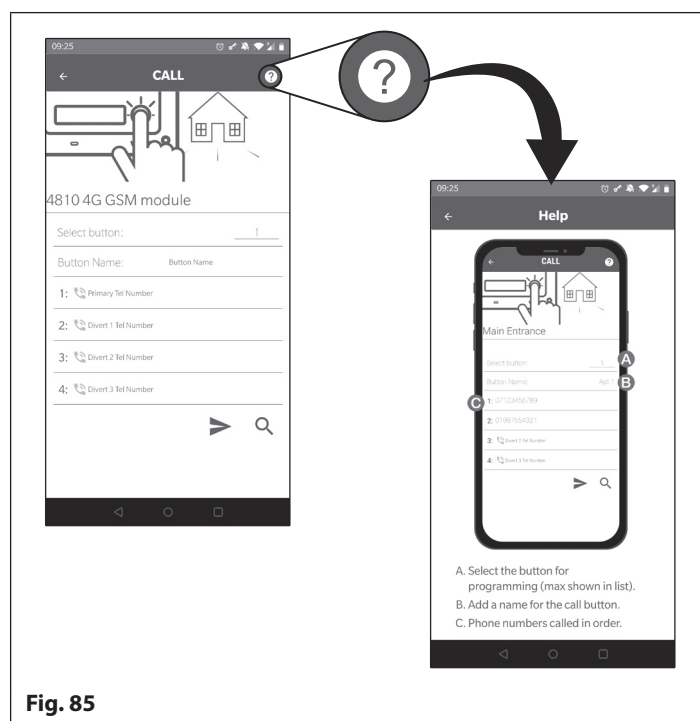 09:25
CALL
?
?
4810 4G GSM module
Select button: 1
Button Name: Button Name
1: Primary Tel Number
2: Divert 1 Tel Number
3: Divert 2 Tel Number
4: Divert 3 Tel Number
09:25
Help
CALL
?
Main Entrance
Select button: 1 A
Button Name: Apt 1 B
C 1: 07123456789
2: 01987654321
3: Divert 2 Tel Number
4: Divert 3 Tel Number
A. Select the button for
programming (max shown in list).
B. Add a name for the call button.
C. Phone numbers called in order.
Fig. 85